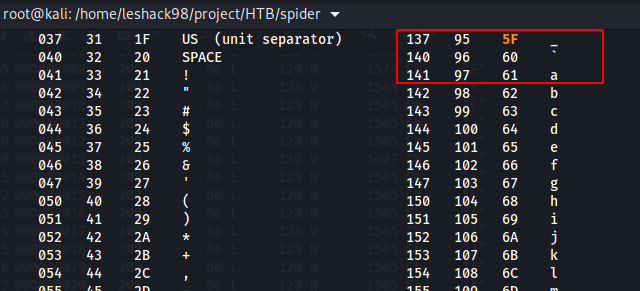 root@kali: /home/leshack98/project/HTB/spider
037 31 1F US (unit separator) 137 95 5F _
040 32 20 SPACE 140 96 60 `
041 33 21 ! 141 97 61 a
042 34 22 " 142 98 62 b
043 35 23 # 143 99 63 c
044 36 24 $ 144 100 64 d
045 37 25 % 145 101 65 e
046 38 26 & 146 102 66 f
047 39 27 ' 147 103 67 g
050 40 28 ( 150 104 68 h
051 41 29 ) 151 105 69 i
052 42 2A * 152 106 6A j
053 43 2B + 153 107 6B k
054 44 2C , 154 108 6C l
055 45 2D 155 109 6D m